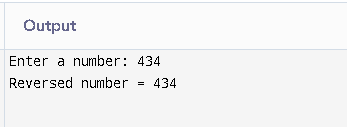 Output
Enter a number: 434
Reversed number = 434